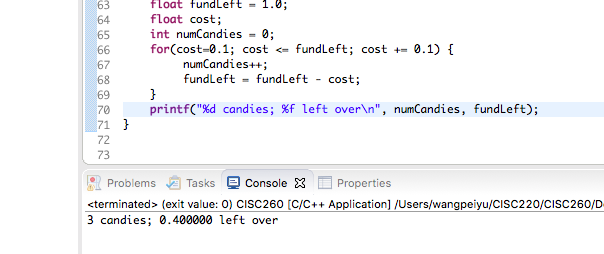 63 float fundLeft = 1.0;
64 float cost;
65 int numCandies = 0;
66 for(cost=0.1; cost <= fundLeft; cost += 0.1) {
67 numCandies++;
68 fundLeft = fundLeft - cost;
69 }
70 printf("%d candies; %f left over\n", numCandies, fundLeft);
71 }
72
73
Problems Tasks Console Properties
<terminated> (exit value: 0) CISC260 [C/C++ Application] /Users/wangpeiyu/CISC220/CISC260/D
3 candies; 0.400000 left over